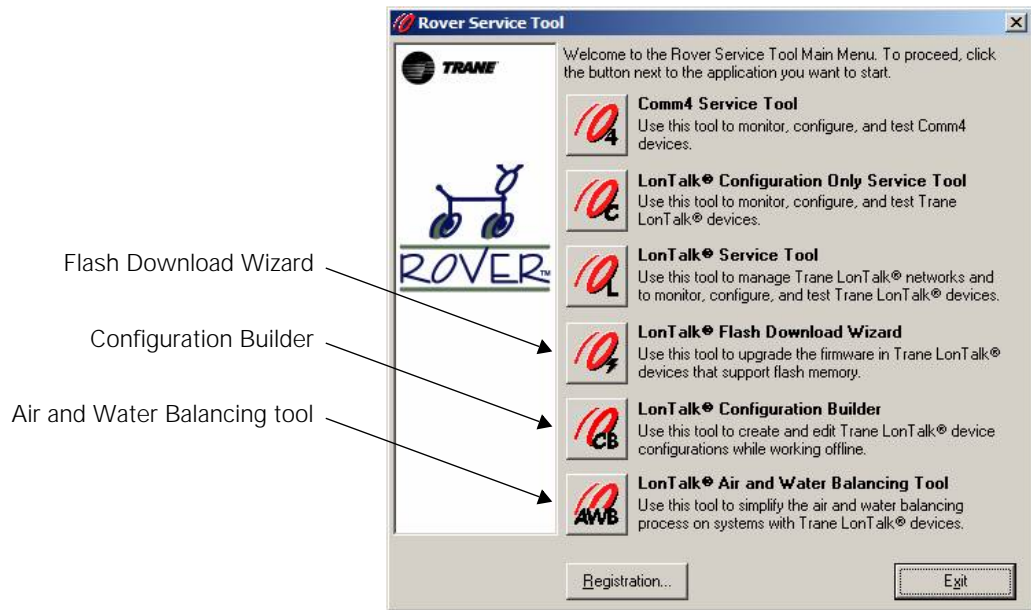 Rover Service Tool
TRANE
ROVER™
Welcome to the Rover Service Tool Main Menu. To proceed, click
the button next to the application you want to start.
4
Comm4 Service Tool
Use this tool to monitor, configure, and test Comm4
devices.
C
LonTalk® Configuration Only Service Tool
Use this tool to monitor, configure, and test Trane
LonTalk® devices.
L
LonTalk® Service Tool
Use this tool to manage Trane LonTalk® networks and
to monitor, configure, and test Trane LonTalk® devices.
Flash Download Wizard
LonTalk® Flash Download Wizard
Use this tool to upgrade the firmware in Trane LonTalk®
devices that support flash memory.
Configuration Builder
CB
LonTalk® Configuration Builder
Use this tool to create and edit Trane LonTalk® device
configurations while working offline.
Air and Water Balancing tool
AWB
LonTalk® Air and Water Balancing Tool
Use this tool to simplify the air and water balancing
process on systems with Trane LonTalk® devices.
Registration...
Exit